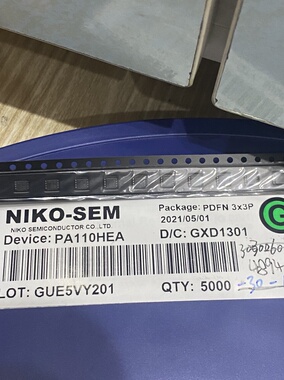 NIKO-SEM
Package: PDFN 3x3P
NIKO SEMICONDUCTOR CO.,LTD.
2021/05/01
G
Device: PA110HEA
D/C: GXD1301
LOT: GUE5VY201
QTY: 5000
-30-